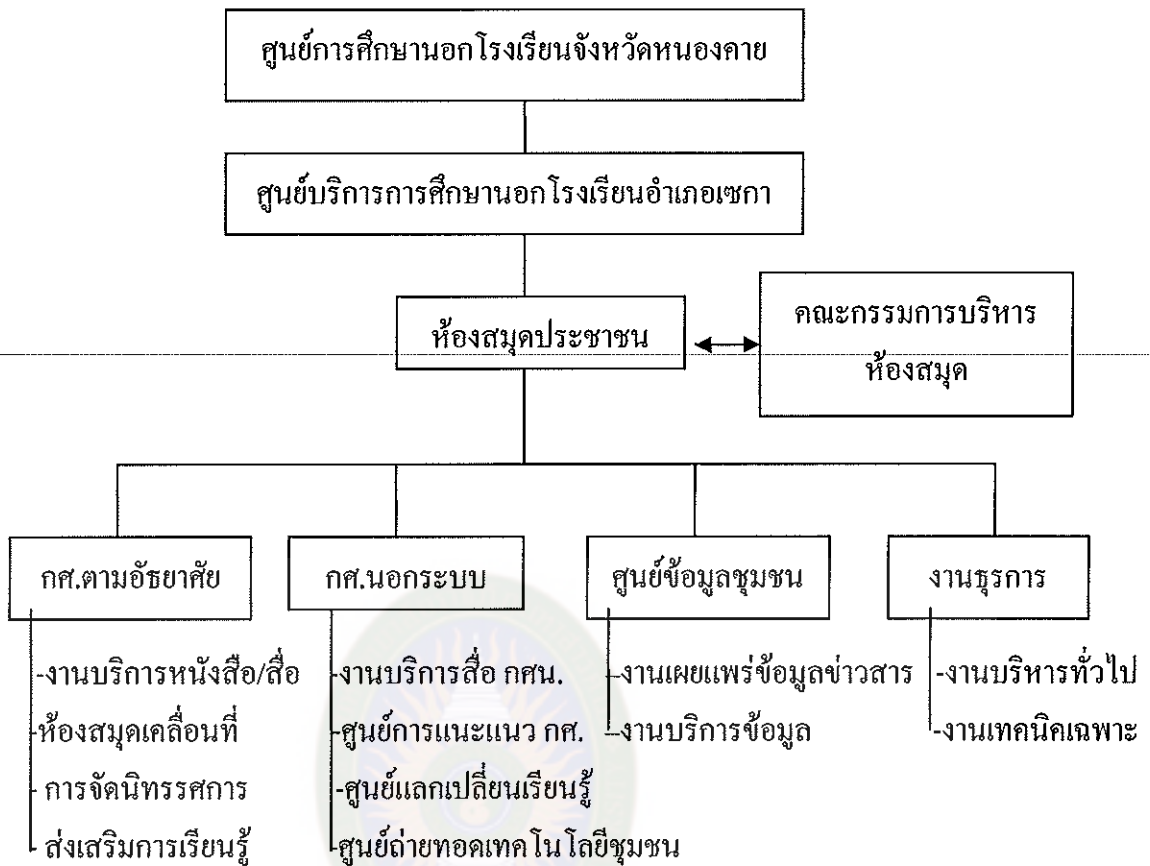 ศูนย์การศึกษานอกโรงเรียนจังหวัดหนองคาย
ศูนย์บริการการศึกษานอกโรงเรียนอำเภอเซกา
ห้องสมุดประชาชน
คณะกรรมการบริหาร
ห้องสมุด
กศ.ตามอัธยาศัย
-งานบริการหนังสือ/สื่อ
-ห้องสมุดเคลื่อนที่
- การจัดนิทรรศการ
- ส่งเสริมการเรียนรู้
กศ.นอกระบบ
-งานบริการสื่อ กศน.
-ศูนย์การแนะแนว กศ.
-ศูนย์แลกเปลี่ยนเรียนรู้
-ศูนย์ถ่ายทอดเทคโนโลยีชุมชน
ศูนย์ข้อมูลชุมชน
-งานเผยแพร่ข้อมูลข่าวสาร
-งานบริการข้อมูล
งานธุรการ
-งานบริหารทั่วไป
-งานเทคนิคเฉพาะ